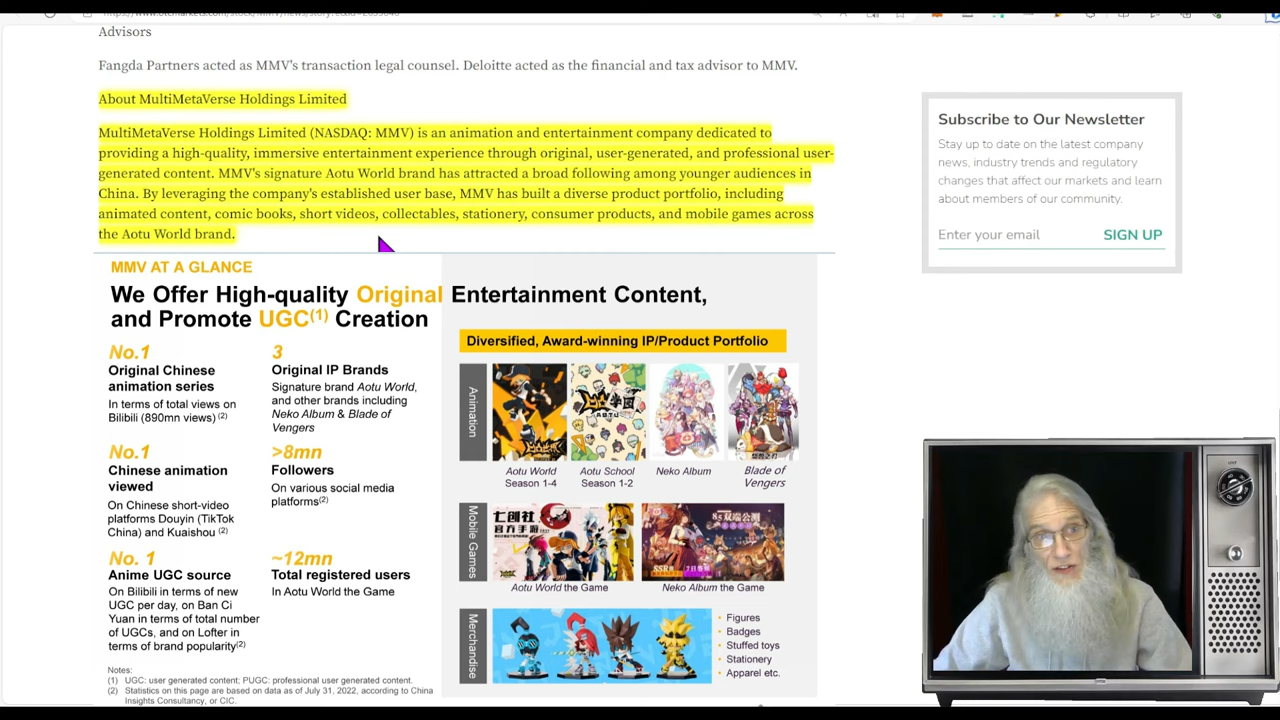 Advisors
Fangda Partners acted as MMV's transaction legal counsel. Deloitte acted as the financial and tax advisor to MMV.
About MultiMetaVerse Holdings Limited
MultiMetaVerse Holdings Limited (NASDAQ: MMV) is an animation and entertainment company dedicated to
providing a high-quality, immersive entertainment experience through original, user-generated, and professional user-
generated content. MMV's signature Aotu World brand has attracted a broad following among younger audiences in
China. By leveraging the company's established user base, MMV has built a diverse product portfolio, including
animated content, comic books, short videos, collectables, stationery, consumer products, and mobile games across
the Aotu World brand.
Subscribe to Our Newsletter
Stay up to date on the latest company
news, industry trends and regulatory
changes that affect our markets and learn
about members of our community.
Enter your email SIGN UP
MMV AT A GLANCE
We Offer High-quality Original Entertainment Content,
and Promote UGC(1) Creation
No.1
Original Chinese
animation series
In terms of total views on
Bilibili (890mn views) (2)
3
Original IP Brands
Signature brand Aotu World,
and other brands including
Neko Album & Blade of
Vengers
No.1
Chinese animation
viewed
On Chinese short-video
platforms Douyin (TikTok
China) and Kuaishou (2)
>8mn
Followers
On various social media
platforms(2)
No. 1
Anime UGC source
On Bilibili in terms of new
UGC per day, on Ban Ci
Yuan in terms of total number
of UGCs, and on Lofter in
terms of brand popularity(2)
~12mn
Total registered users
In Aotu World the Game
Notes:
(1) UGC: user generated content; PUGC: professional user generated content.
(2) Statistics on this page are based on data as of July 31, 2022, according to China
Insights Consultancy, or CIC.
Diversified, Award-winning IP/Product Portfolio
Animation
Aotu World
Season 1-4
Aotu School
Season 1-2
Neko Album
Blade of
Vengers
Mobile Games
七创社
官方手游
Aotu World the Game
SSR
Neko Album the Game
Merchandise
Figures
Badges
Stuffed toys
Stationery
Apparel etc.